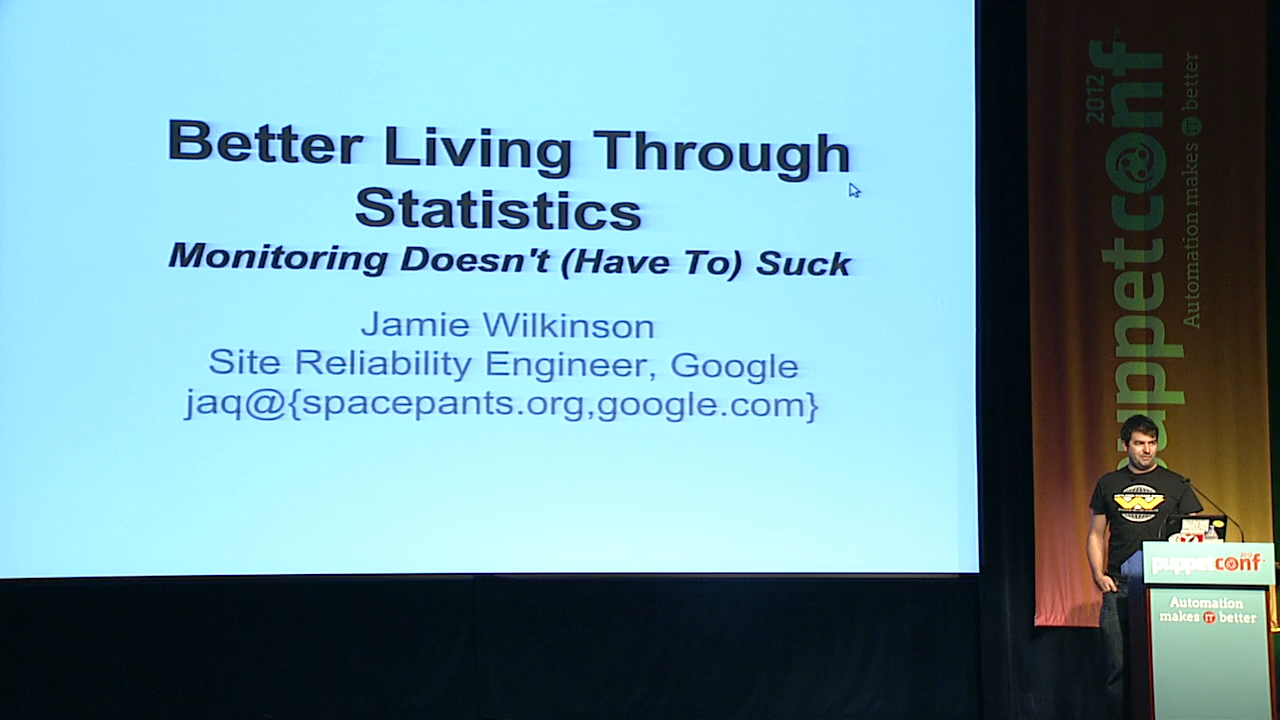 Better Living Through
Statistics
Monitoring Doesn't (Have To) Suck
Jamie Wilkinson
Site Reliability Engineer, Google
jaq@{spacepants.org,google.com}
puppetconf
2012
Automation makes IT better
puppetconf
Automation
makes IT better